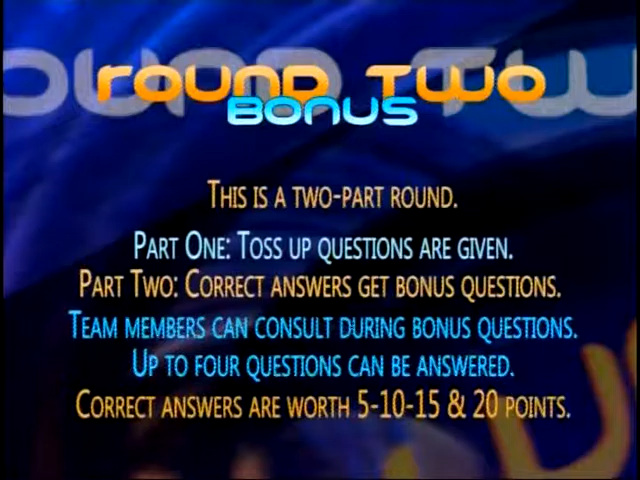 ROUND TWO
BONUS
THIS IS A TWO-PART ROUND.
PART ONE: TOSS UP QUESTIONS ARE GIVEN.
PART TWO: CORRECT ANSWERS GET BONUS QUESTIONS.
TEAM MEMBERS CAN CONSULT DURING BONUS QUESTIONS.
UP TO FOUR QUESTIONS CAN BE ANSWERED.
CORRECT ANSWERS ARE WORTH 5-10-15 & 20 POINTS.